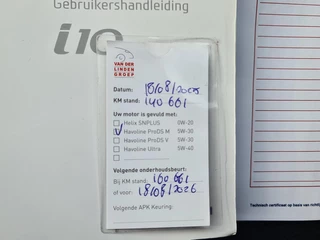 Gebruikershandleiding
i10
VAN DER
LINDEN
GROEP
Datum: 18/08/2025
KM stand: 140 661
Uw motor is gevuld met:
Helix SN PLUS 0W-20
Havoline ProDS M 5W-30
Havoline ProDS V 5W-30
Havoline Ultra 5W-40
Volgende onderhoudsbeurt:
Bij KM stand: 160 661
of voor: 18/08/2026
Volgende APK Keuring: